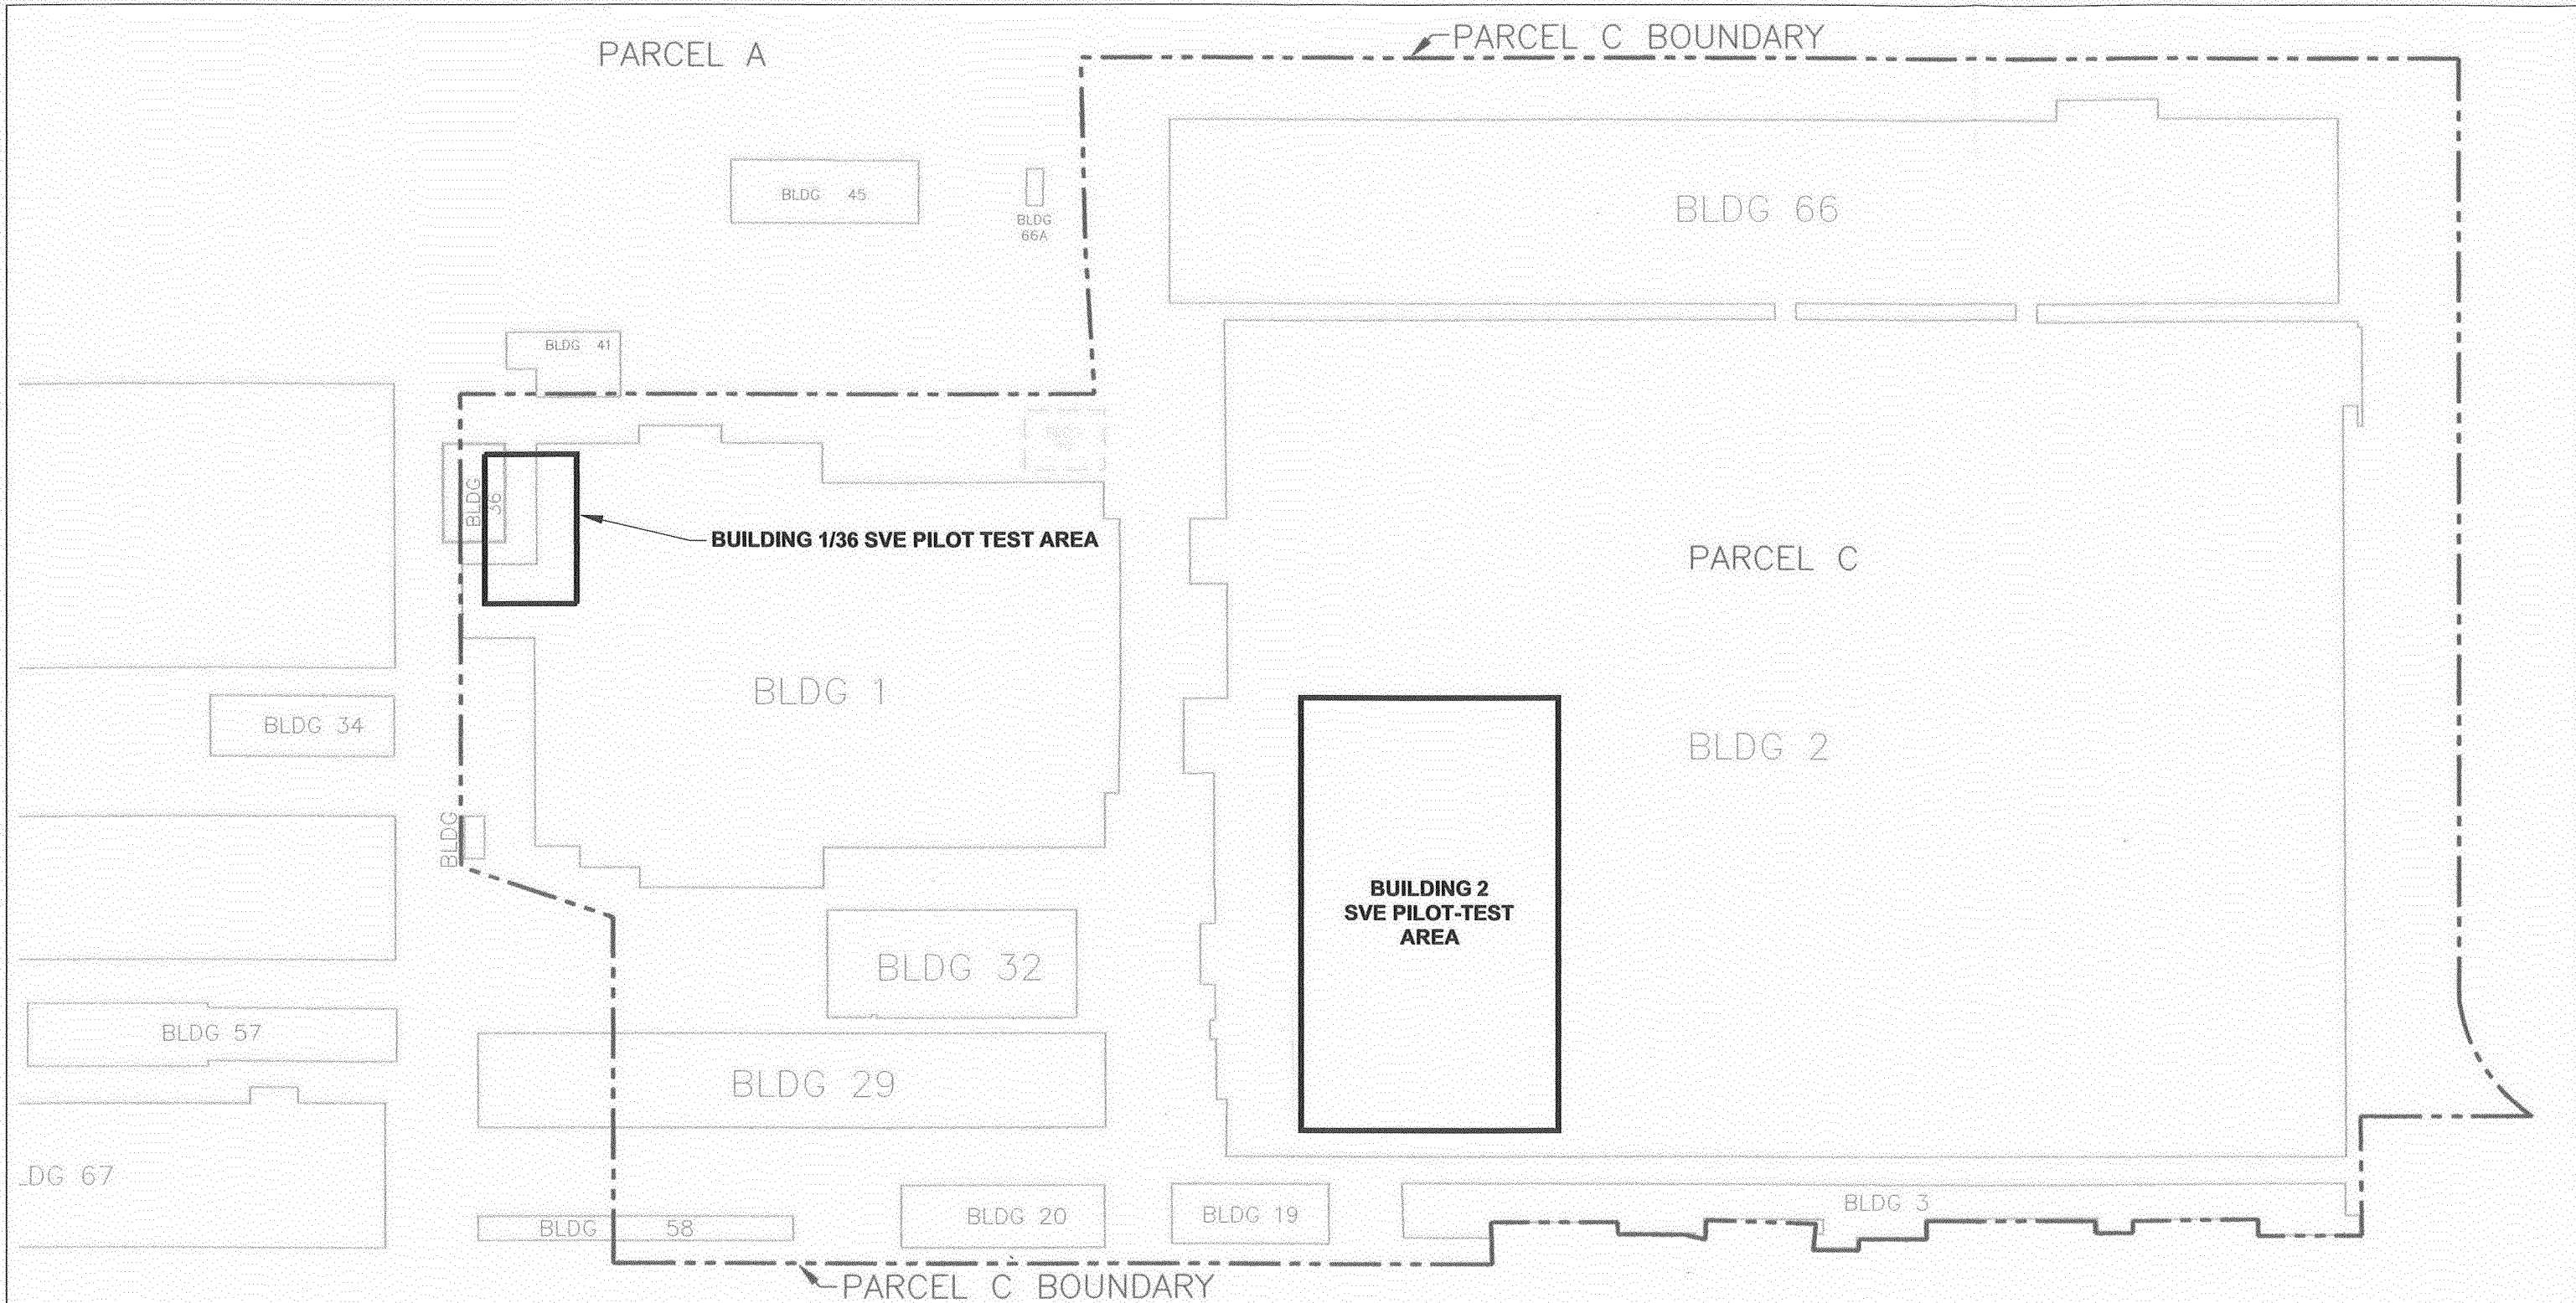 PARCEL A
PARCEL C BOUNDARY
BLDG 45
BLDG
66A
BLDG 66
BLDG 41
BLDG
36
BUILDING 1/36 SVE PILOT TEST AREA
PARCEL C
BLDG 1
BLDG 34
BLDG 2
BLDG
BUILDING 2
SVE PILOT-TEST
AREA
BLDG 32
BLDG 57
BLDG 29
DG 67
BLDG 58
BLDG 20
BLDG 19
BLDG 3
PARCEL C BOUNDARY